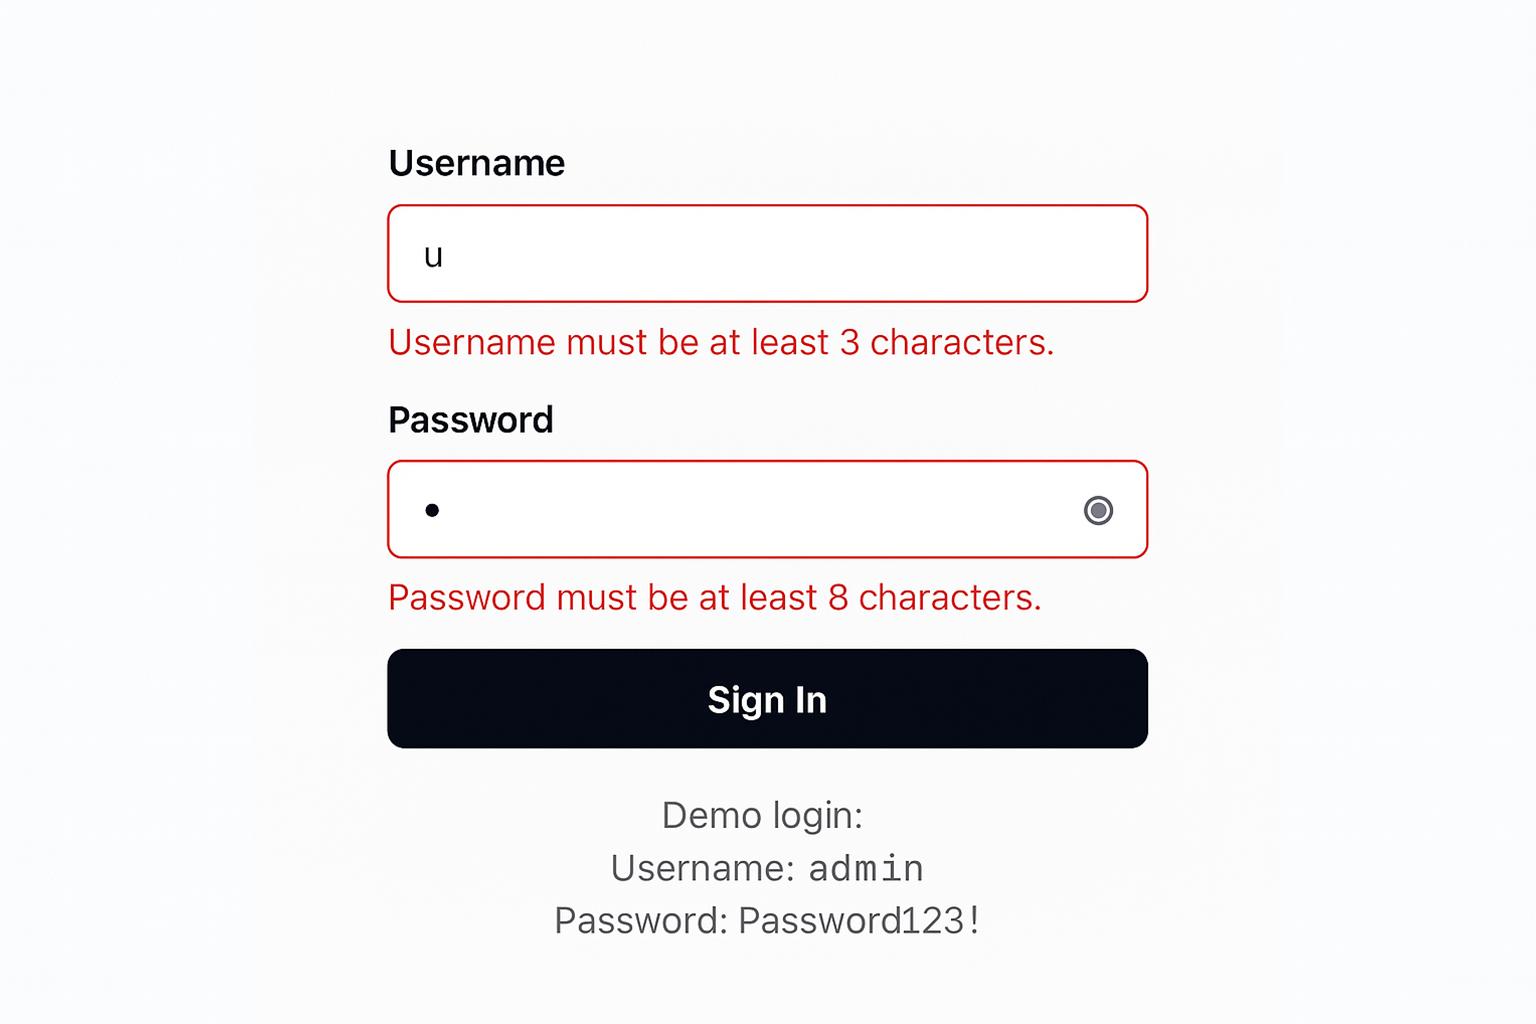 Username
u
Username must be at least 3 characters.
Password
•
Password must be at least 8 characters.
Sign In
Demo login:
Username: admin
Password: Password123!